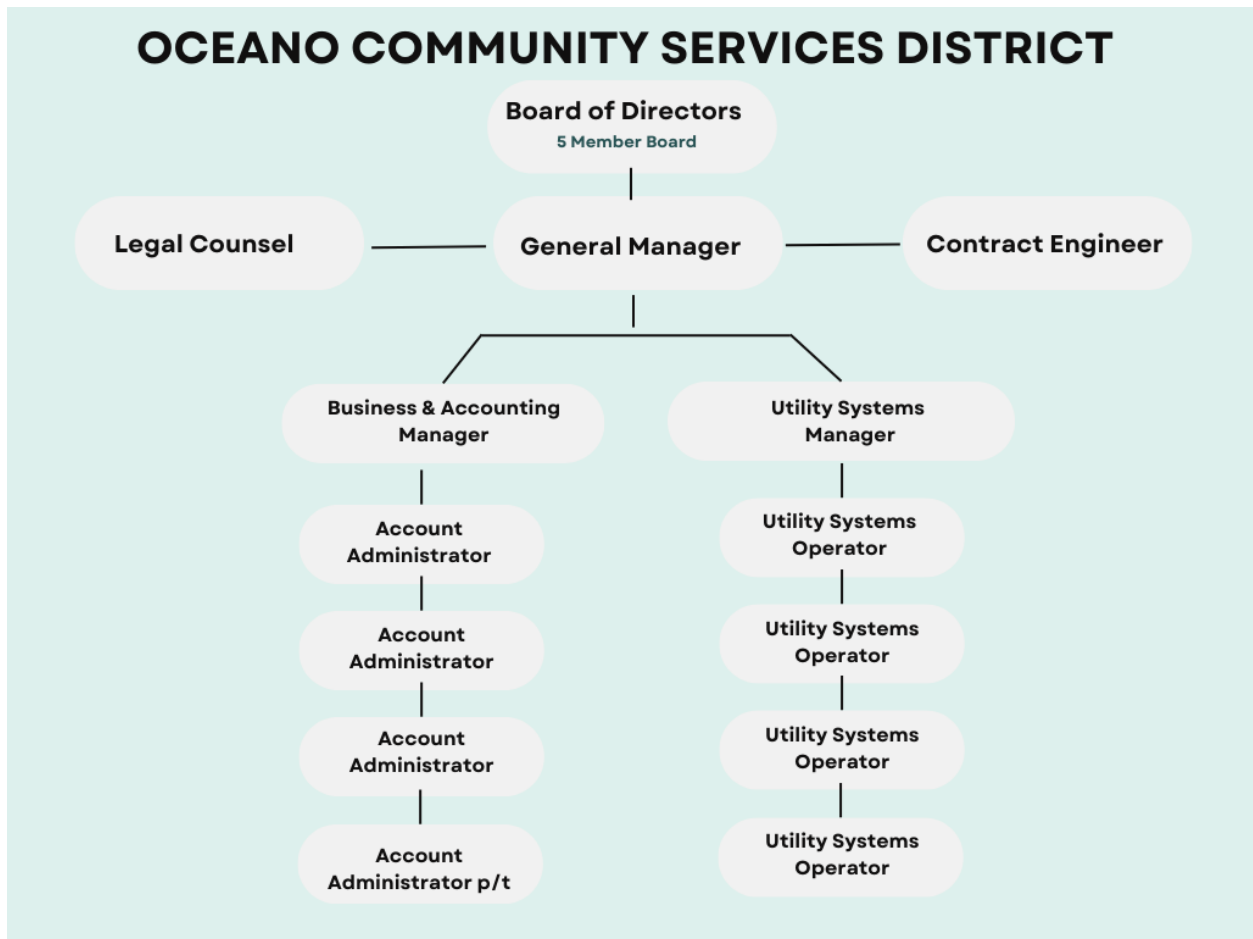 OCEANO COMMUNITY SERVICES DISTRICT
Board of Directors
5 Member Board
Legal Counsel
General Manager
Contract Engineer
Business & Accounting
Manager
Utility Systems
Manager
Account
Administrator
Utility Systems
Operator
Account
Administrator
Utility Systems
Operator
Account
Administrator
Utility Systems
Operator
Account
Administrator p/t
Utility Systems
Operator